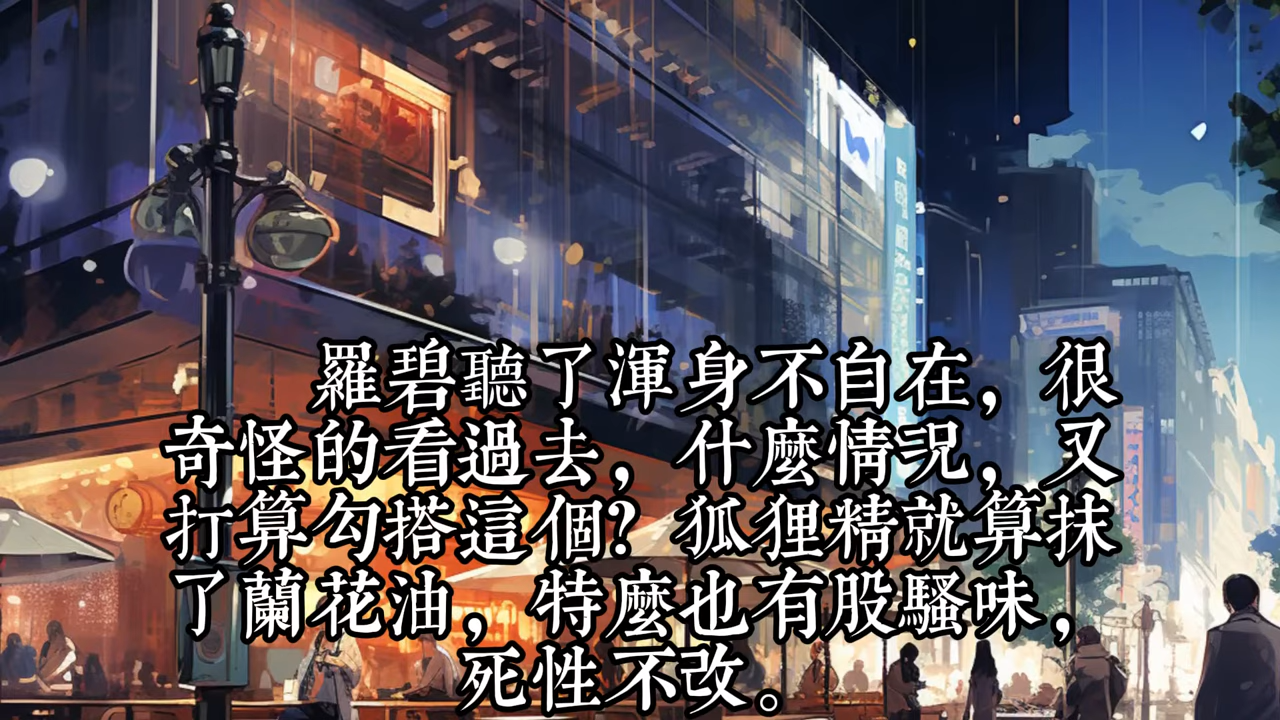 羅碧聽了渾身不自在，很
奇怪的看過去，什麼情況，又
打算勾搭這個？狐狸精就算抹
了蘭花油，特麼也有股騷味，
死性不改。